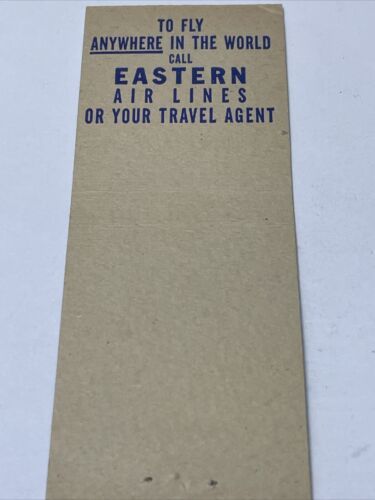 TO FLY
ANYWHERE IN THE WORLD
CALL
EASTERN
AIR LINES
OR YOUR TRAVEL AGENT